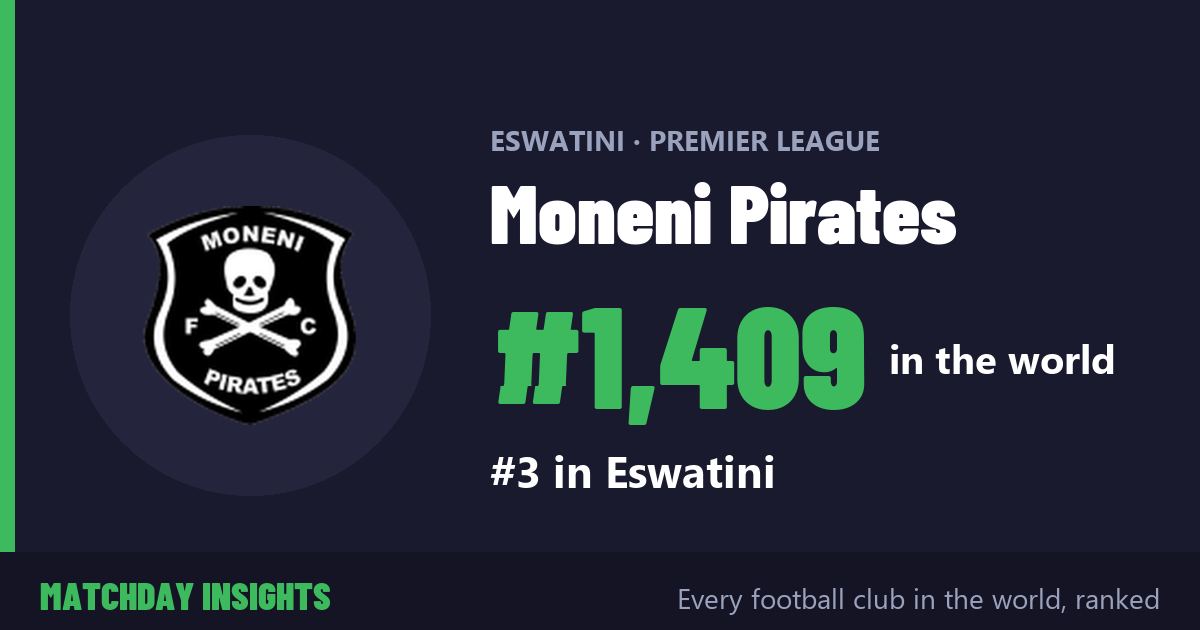 MONENI
F C
PIRATES
ESWATINI · PREMIER LEAGUE
Moneni Pirates
#1,409 in the world
#3 in Eswatini
MATCHDAY INSIGHTS
Every football club in the world, ranked